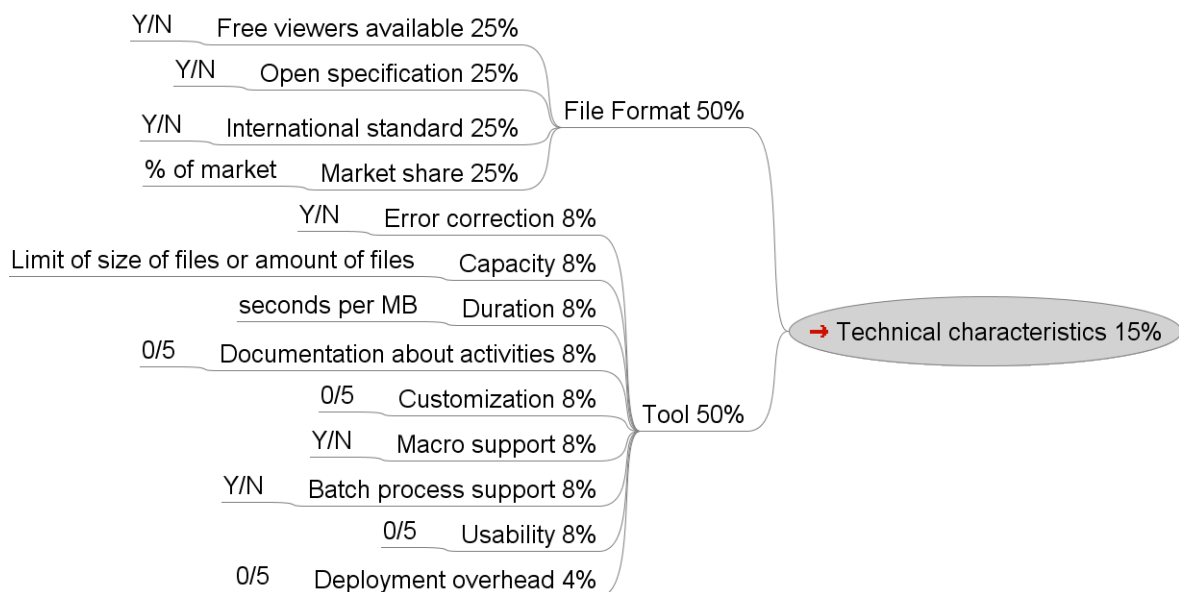 Y/N Free viewers available 25%
Y/N Open specification 25%
File Format 50%
Y/N International standard 25%
% of market Market share 25%
Y/N Error correction 8%
Limit of size of files or amount of files Capacity 8%
seconds per MB Duration 8%
→ Technical characteristics 15%
0/5 Documentation about activities 8%
0/5 Customization 8%
Tool 50%
Y/N Macro support 8%
Y/N Batch process support 8%
0/5 Usability 8%
0/5 Deployment overhead 4%